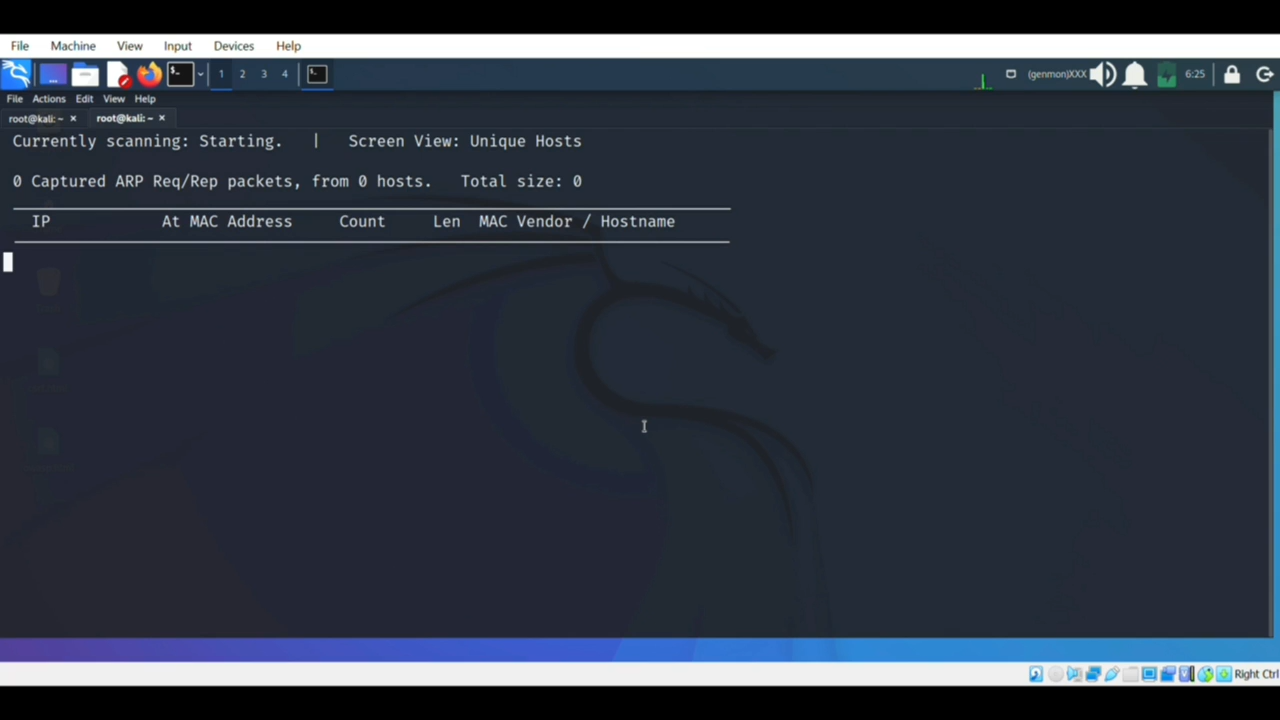 File Machine View Input Devices Help
1 2 3 4 (genmon)XXX 6:25
File Actions Edit View Help
root@kali: ~ × root@kali: ~ ×
Currently scanning: Starting. | Screen View: Unique Hosts
0 Captured ARP Req/Rep packets, from 0 hosts. Total size: 0
IP At MAC Address Count Len MAC Vendor / Hostname
Right Ctrl